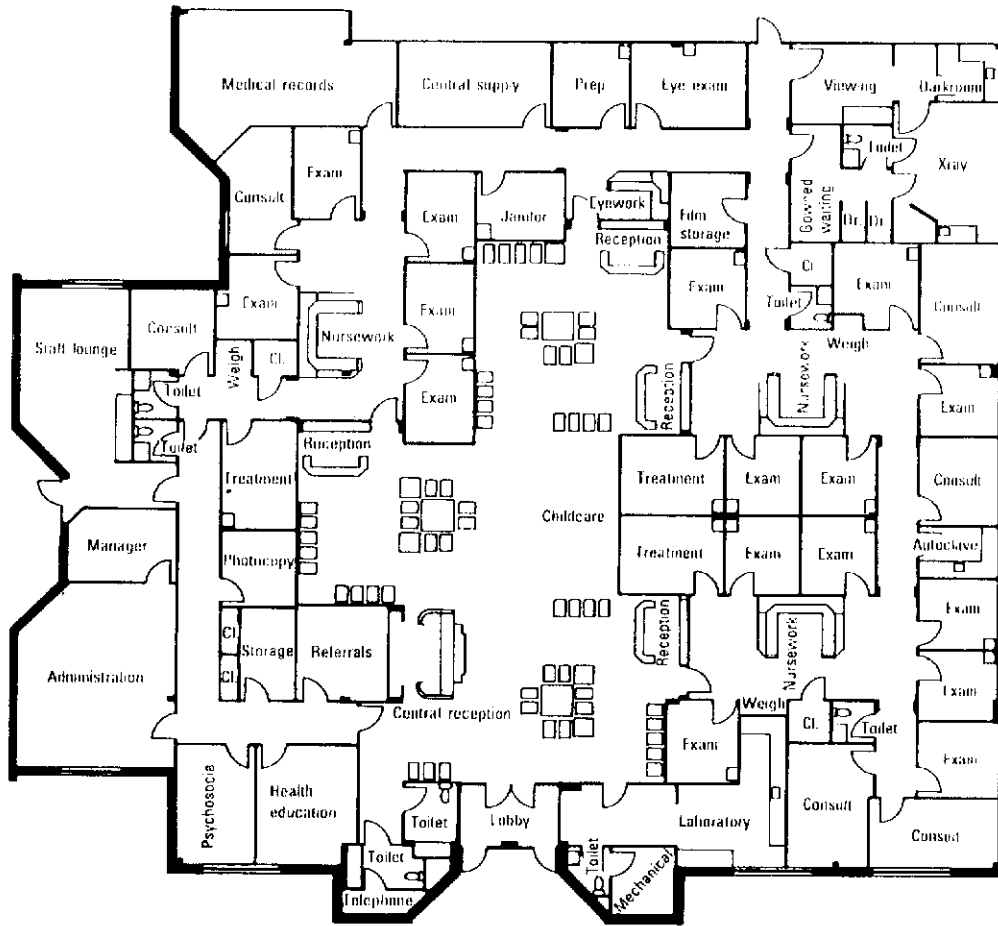 Medical records
Central supply
Prep
Eye exam
Viewing
Darkroom
Toilet
Xray
Exam
Consult
Exam
Janitor
Eyework
Reception
Film
storage
Gowned
waiting
Dr.
Dr.
Exam
Exam
Cl.
Toilet
Exam
Consult
Staff lounge
Consult
Exam
Nursework
Weigh
Cl.
Exam
Weigh
Nursework
Reception
Toilet
Toilet
Reception
Exam
Exam
Treatment
Treatment
Exam
Exam
Consult
Childcare
Manager
Photocopy
Treatment
Exam
Exam
Autoclave
Exam
Cl.
Cl.
Storage
Referrals
Reception
Nursework
Administration
Central reception
Weigh
Exam
Exam
Cl.
Toilet
Exam
Psychosocia
Health
education
Toilet
Lobby
Laboratory
Consult
Consult
Toilet
Telephone
Toilet
Mechanical